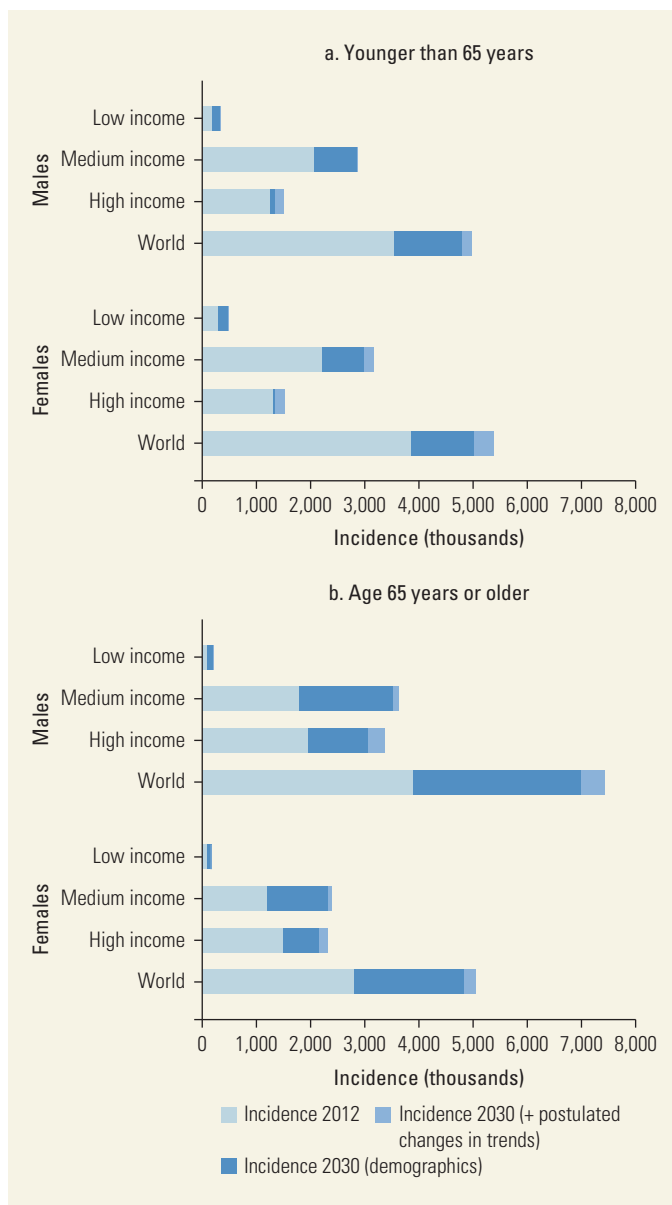 a. Younger than 65 years
Males
Low income
Medium income
High income
World
Females
Low income
Medium income
High income
World
0 1,000 2,000 3,000 4,000 5,000 6,000 7,000 8,000
Incidence (thousands)
b. Age 65 years or older
Males
Low income
Medium income
High income
World
Females
Low income
Medium income
High income
World
0 1,000 2,000 3,000 4,000 5,000 6,000 7,000 8,000
Incidence (thousands)
Incidence 2012
Incidence 2030 (demographics)
Incidence 2030 (+ postulated
changes in trends)